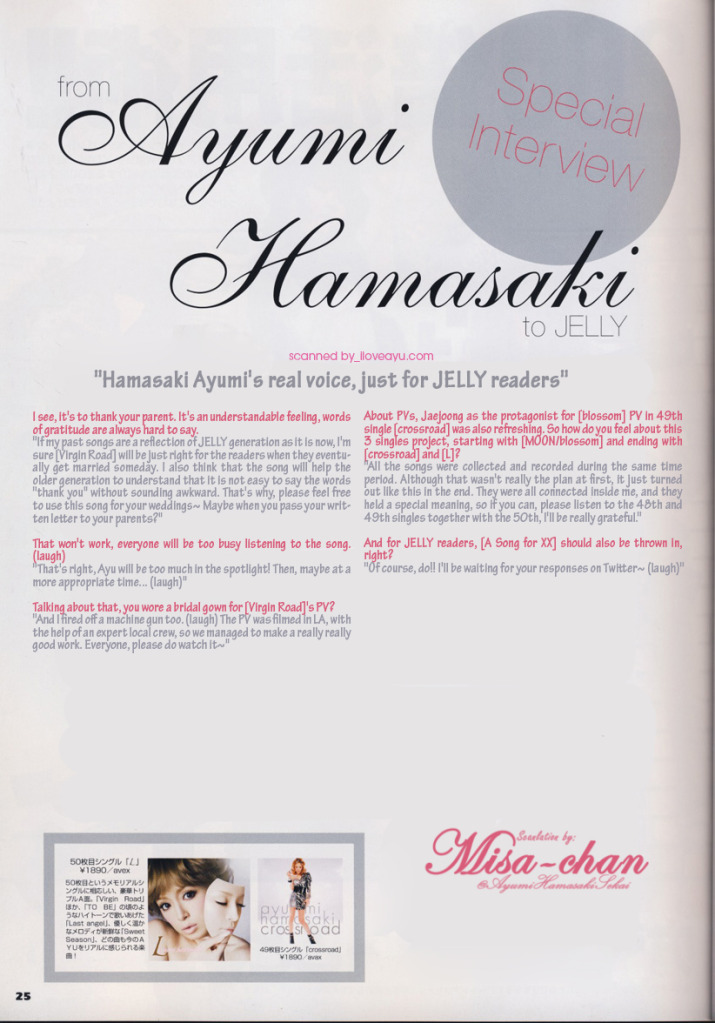 from
Ayumi
Hamasaki
to JELLY
Special
Interview
scanned by_iloveayu.com
"Hamasaki Ayumi's real voice, just for JELLY readers"
I see, it's to thank your parent. It's an understandable feeling, words
of gratitude are always hard to say.
"If my past songs are a reflection of JELLY generation as it is now, I'm
sure [Virgin Road] will be just right for the readers when they eventu-
ally get married someday. I also think that the song will help the
older generation to understand that it is not easy to say the words
"thank you" without sounding awkward. That's why, please feel free
to use this song for your weddings~ Maybe when you pass your writ-
ten letter to your parents?"
That won't work, everyone will be too busy listening to the song.
(laugh)
"That's right, Ayu will be too much in the spotlight! Then, maybe at a
more appropriate time... (laugh)"
Talking about that, you wore a bridal gown for [Virgin Road]'s PV?
"And I fired off a machine gun too. (laugh) The PV was filmed in LA, with
the help of an expert local crew, so we managed to make a really really
good work. Everyone, please do watch it~"
About PVs, Jaejoong as the protagonist for [blossom] PV in 49th
single [crossroad] was also refreshing. So how do you feel about this
3 singles project, starting with [MOON/blossom] and ending with
[crossroad] and [L]?
"All the songs were collected and recorded during the same time
period. Although that wasn't really the plan at first, it just turned
out like this in the end. They were all connected inside me, and they
held a special meaning, so if you can, please listen to the 48th and
49th singles together with the 50th, I'll be really grateful."
And for JELLY readers, [A Song for XX] should also be thrown in,
right?
"Of course, do!! I'll be waiting for your responses on Twitter~ (laugh)"
50枚目シングル「L」
￥1890／avex
50枚目というメモリアルシ
ングルに相応しい、豪華トリ
プルA面。「Virgin Road」
ほか、「TO BE」の頃のよ
うなハイトーンで歌いあげた
「Last angel」、優しく温か
なメロディが新鮮な「Sweet
Season」、どの曲も今のA
YUをリアルに感じられる楽
曲！
L
ayumi
hamasaki
crossroad
49枚目シングル「crossroad」
￥1890／avex
Scanlation by:
Misa-chan
@AyumiHamasakiSekai
25